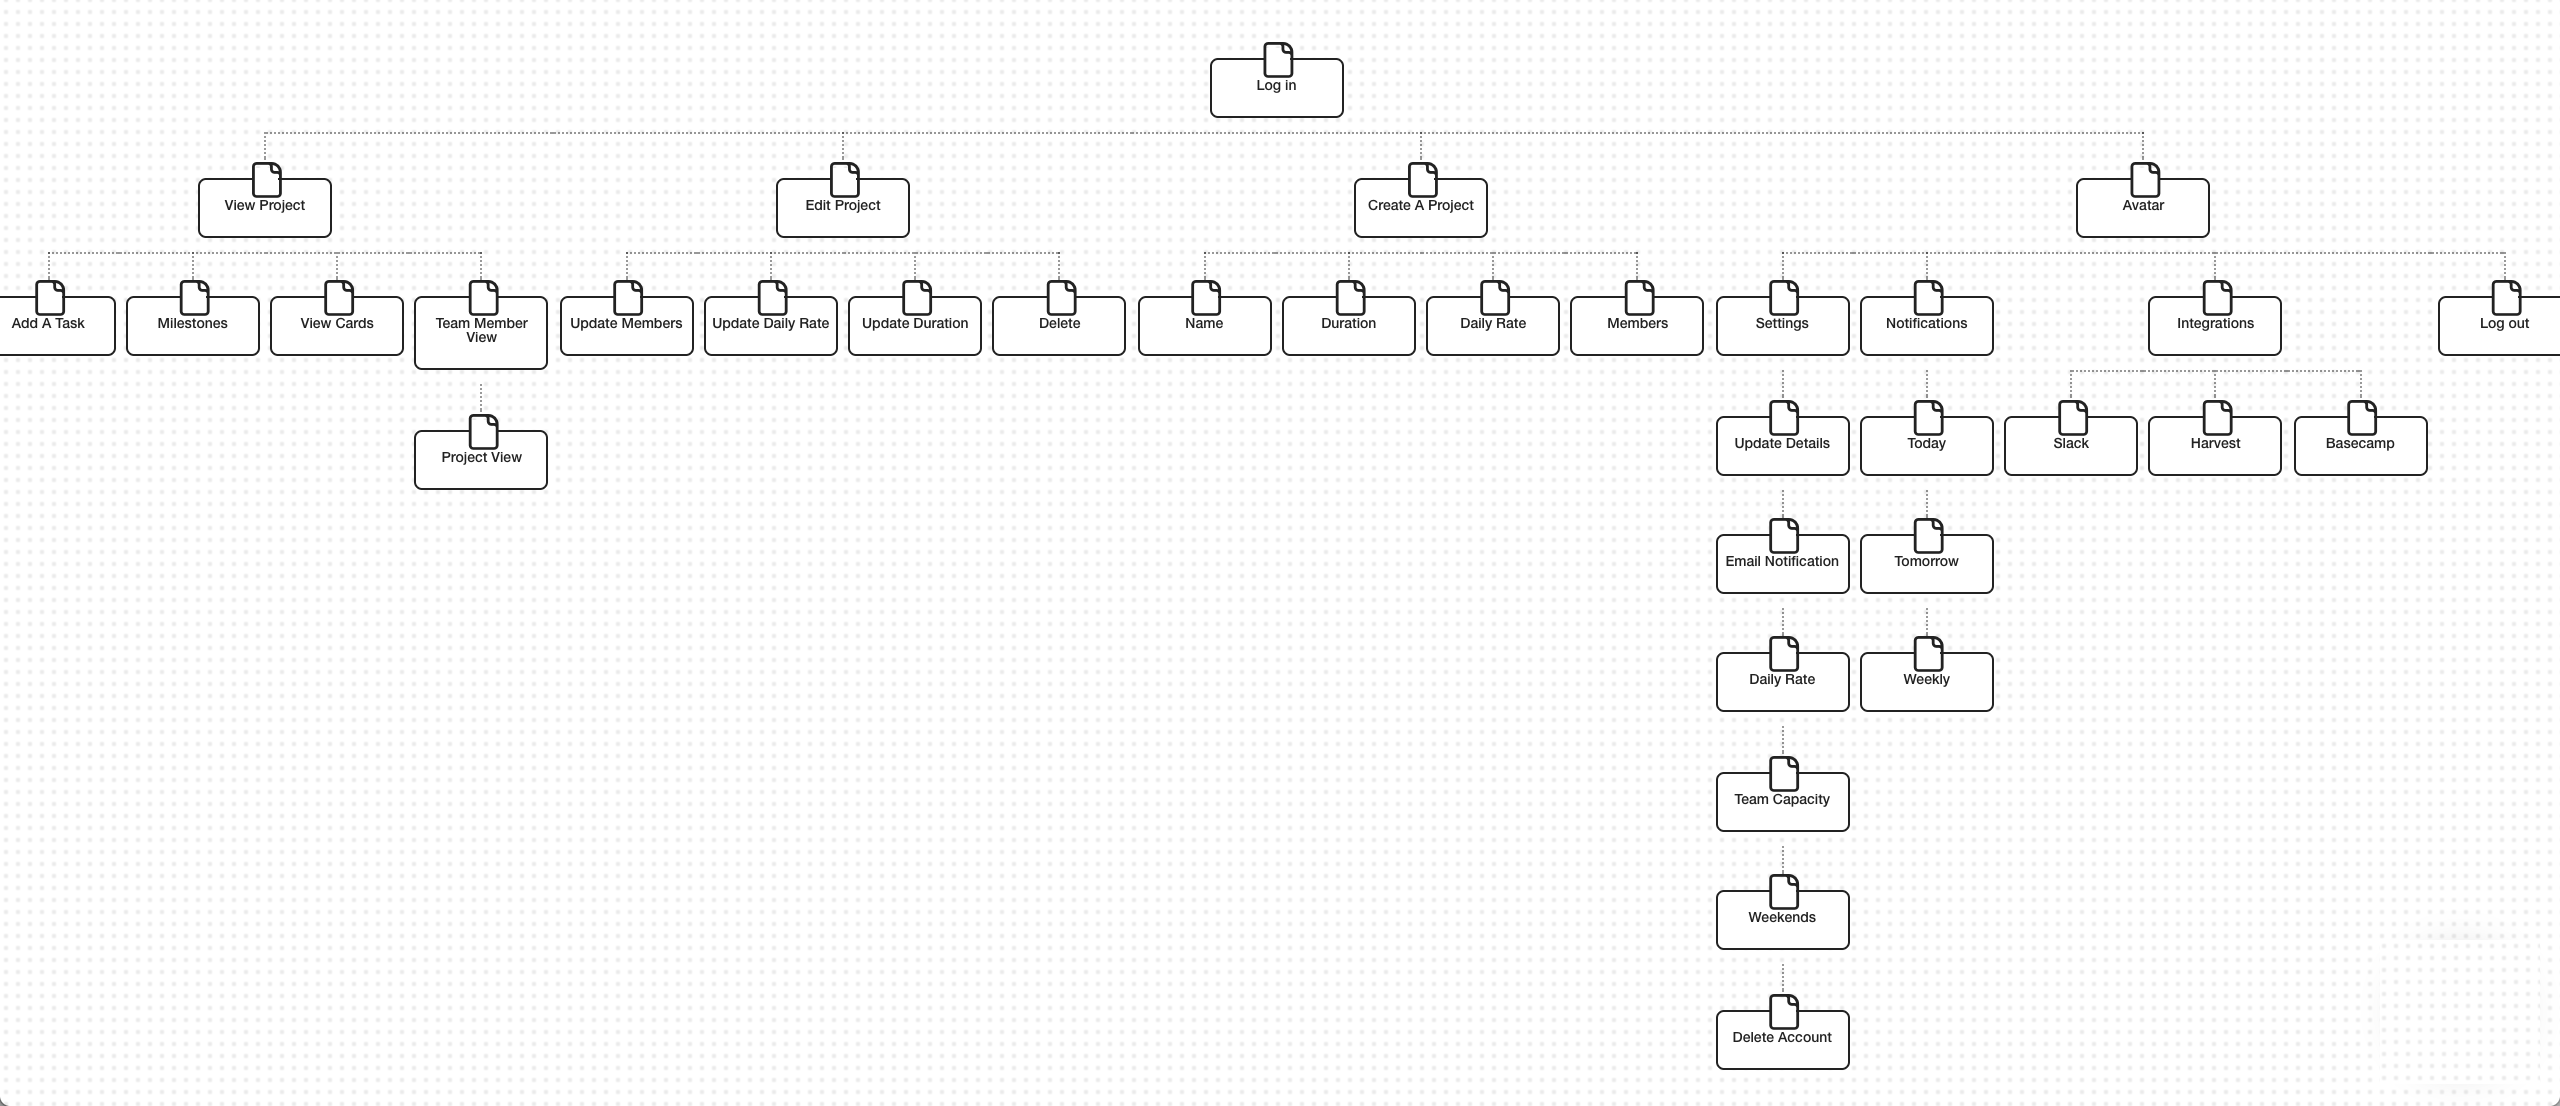 Log in
View Project
Edit Project
Create A Project
Avatar
Add A Task
Milestones
View Cards
Team Member
View
Update Members
Update Daily Rate
Update Duration
Delete
Name
Duration
Daily Rate
Members
Settings
Notifications
Integrations
Log out
Project View
Update Details
Today
Slack
Harvest
Basecamp
Email Notification
Tomorrow
Daily Rate
Weekly
Team Capacity
Weekends
Delete Account